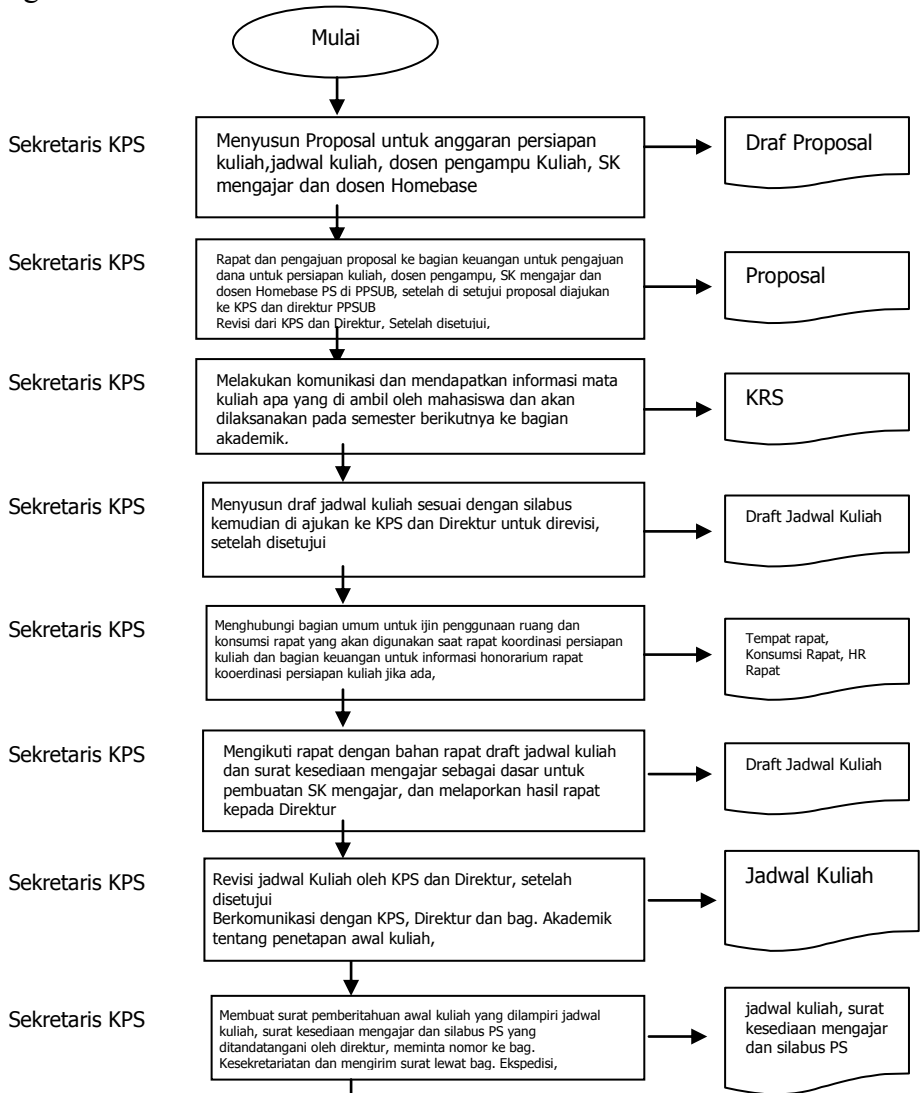 Mulai
Sekretaris KPS
Menyusun Proposal untuk anggaran persiapan
kuliah,jadwal kuliah, dosen pengampu Kuliah, SK
mengajar dan dosen Homebase
Draf Proposal
Sekretaris KPS
Rapat dan pengajuan proposal ke bagian keuangan untuk pengajuan
dana untuk persiapan kuliah, dosen pengampu, SK mengajar dan
dosen Homebase PS di PPSUB, setelah di setujui proposal diajukan
ke KPS dan direktur PPSUB
Revisi dari KPS dan Direktur, Setelah disetujui,
Proposal
Sekretaris KPS
Melakukan komunikasi dan mendapatkan informasi mata
kuliah apa yang di ambil oleh mahasiswa dan akan
dilaksanakan pada semester berikutnya ke bagian
akademik.
KRS
Sekretaris KPS
Menyusun draf jadwal kuliah sesuai dengan silabus
kemudian di ajukan ke KPS dan Direktur untuk direvisi,
setelah disetujui
Draft Jadwal Kuliah
Sekretaris KPS
Menghubungi bagian umum untuk ijin penggunaan ruang dan
konsumsi rapat yang akan digunakan saat rapat koordinasi persiapan
kuliah dan bagian keuangan untuk informasi honorarium rapat
kooerdinasi persiapan kuliah jika ada,
Tempat rapat,
Konsumsi Rapat, HR
Rapat
Sekretaris KPS
Mengikuti rapat dengan bahan rapat draft jadwal kuliah
dan surat kesediaan mengajar sebagai dasar untuk
pembuatan SK mengajar, dan melaporkan hasil rapat
kepada Direktur
Draft Jadwal Kuliah
Sekretaris KPS
Revisi jadwal Kuliah oleh KPS dan Direktur, setelah
disetujui
Berkomunikasi dengan KPS, Direktur dan bag. Akademik
tentang penetapan awal kuliah,
Jadwal Kuliah
Sekretaris KPS
Membuat surat pemberitahuan awal kuliah yang dilampiri jadwal
kuliah, surat kesediaan mengajar dan silabus PS yang
ditandatangani oleh direktur, meminta nomor ke bag.
Kesekretariatan dan mengirim surat lewat bag. Ekspedisi,
jadwal kuliah, surat
kesediaan mengajar
dan silabus PS